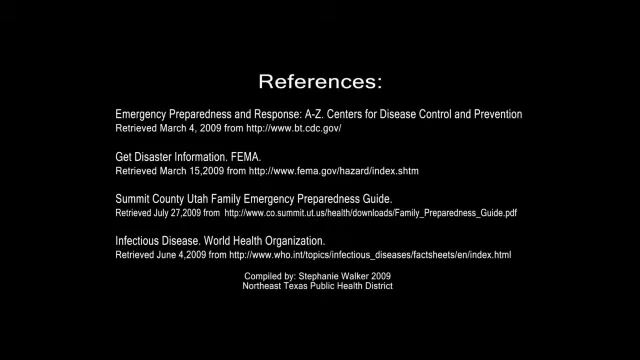 References:
Emergency Preparedness and Response: A-Z. Centers for Disease Control and Prevention
Retrieved March 4, 2009 from http://www.bt.cdc.gov/
Get Disaster Information. FEMA.
Retrieved March 15,2009 from http://www.fema.gov/hazard/index.shtm
Summit County Utah Family Emergency Preparedness Guide.
Retrieved July 27,2009 from http://www.co.summit.ut.us/health/downloads/Family_Preparedness_Guide.pdf
Infectious Disease. World Health Organization.
Retrieved June 4,2009 from http://www.who.int/topics/infectious_diseases/factsheets/en/index.html
Compiled by: Stephanie Walker 2009
Northeast Texas Public Health District